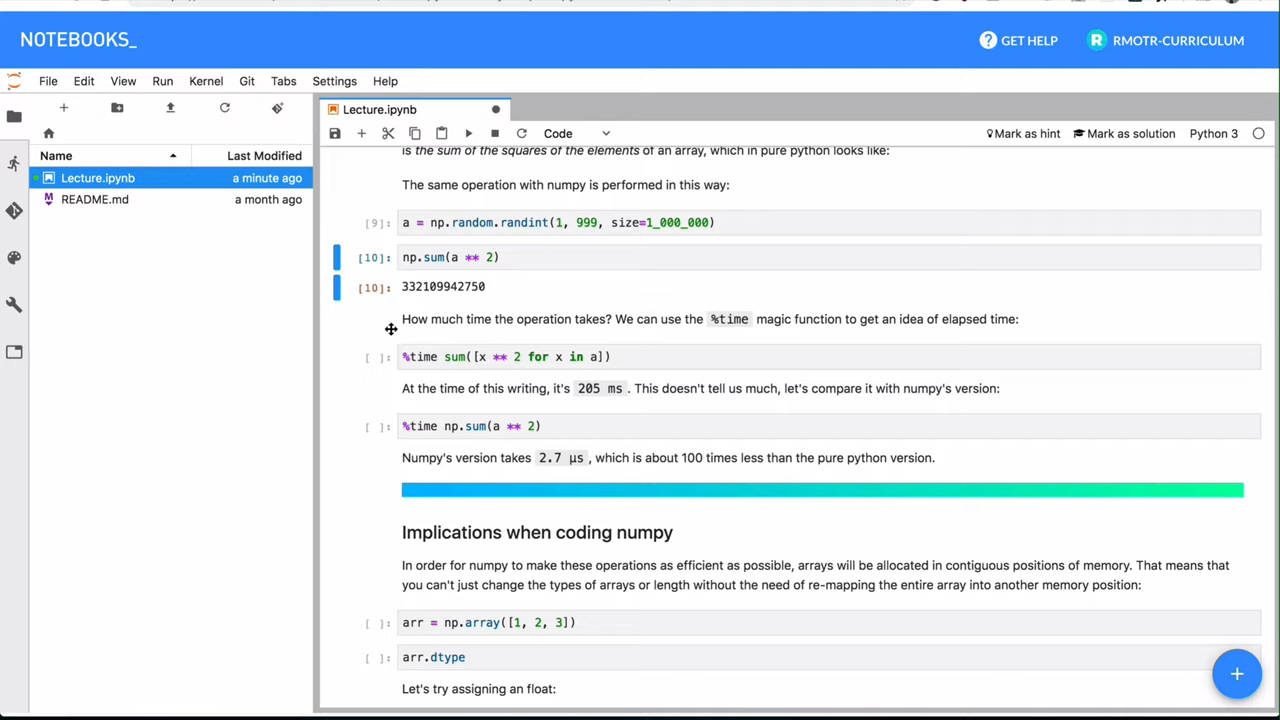 NOTEBOOKS_
GET HELP
R RMOTR-CURRICULUM
File Edit View Run Kernel Git Tabs Settings Help
Name Last Modified
Lecture.ipynb a minute ago
README.md a month ago
Lecture.ipynb
Code
Mark as hint
Mark as solution
Python 3
is the sum of the squares of the elements of an array, which in pure python looks like:
The same operation with numpy is performed in this way:
[9]: a = np.random.randint(1, 999, size=1_000_000)
[10]: np.sum(a ** 2)
[10]: 332109942750
How much time the operation takes? We can use the %time magic function to get an idea of elapsed time:
[ ]: %time sum([x ** 2 for x in a])
At the time of this writing, it's 205 ms. This doesn't tell us much, let's compare it with numpy's version:
[ ]: %time np.sum(a ** 2)
Numpy's version takes 2.7 µs, which is about 100 times less than the pure python version.
Implications when coding numpy
In order for numpy to make these operations as efficient as possible, arrays will be allocated in contiguous positions of memory. That means that
you can't just change the types of arrays or length without the need of re-mapping the entire array into another memory position:
[ ]: arr = np.array([1, 2, 3])
[ ]: arr.dtype
Let's try assigning an float: